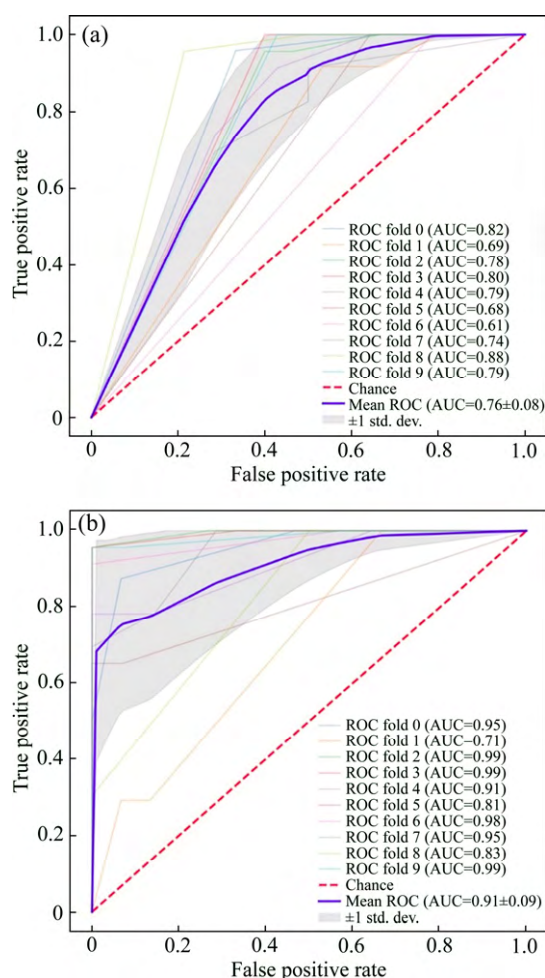 (a)
1.0
0.8
0.6
0.4
0.2
0
True positive rate
ROC fold 0 (AUC=0.82)
ROC fold 1 (AUC=0.69)
ROC fold 2 (AUC=0.78)
ROC fold 3 (AUC=0.80)
ROC fold 4 (AUC=0.79)
ROC fold 5 (AUC=0.68)
ROC fold 6 (AUC=0.61)
ROC fold 7 (AUC=0.74)
ROC fold 8 (AUC=0.88)
ROC fold 9 (AUC=0.79)
Chance
Mean ROC (AUC=0.76±0.08)
±1 std. dev.
0 0.2 0.4 0.6 0.8 1.0
False positive rate
(b)
1.0
0.8
0.6
0.4
0.2
0
True positive rate
ROC fold 0 (AUC=0.95)
ROC fold 1 (AUC=0.71)
ROC fold 2 (AUC=0.99)
ROC fold 3 (AUC=0.99)
ROC fold 4 (AUC=0.91)
ROC fold 5 (AUC=0.81)
ROC fold 6 (AUC=0.98)
ROC fold 7 (AUC=0.95)
ROC fold 8 (AUC=0.83)
ROC fold 9 (AUC=0.99)
Chance
Mean ROC (AUC=0.91±0.09)
±1 std. dev.
0 0.2 0.4 0.6 0.8 1.0
False positive rate